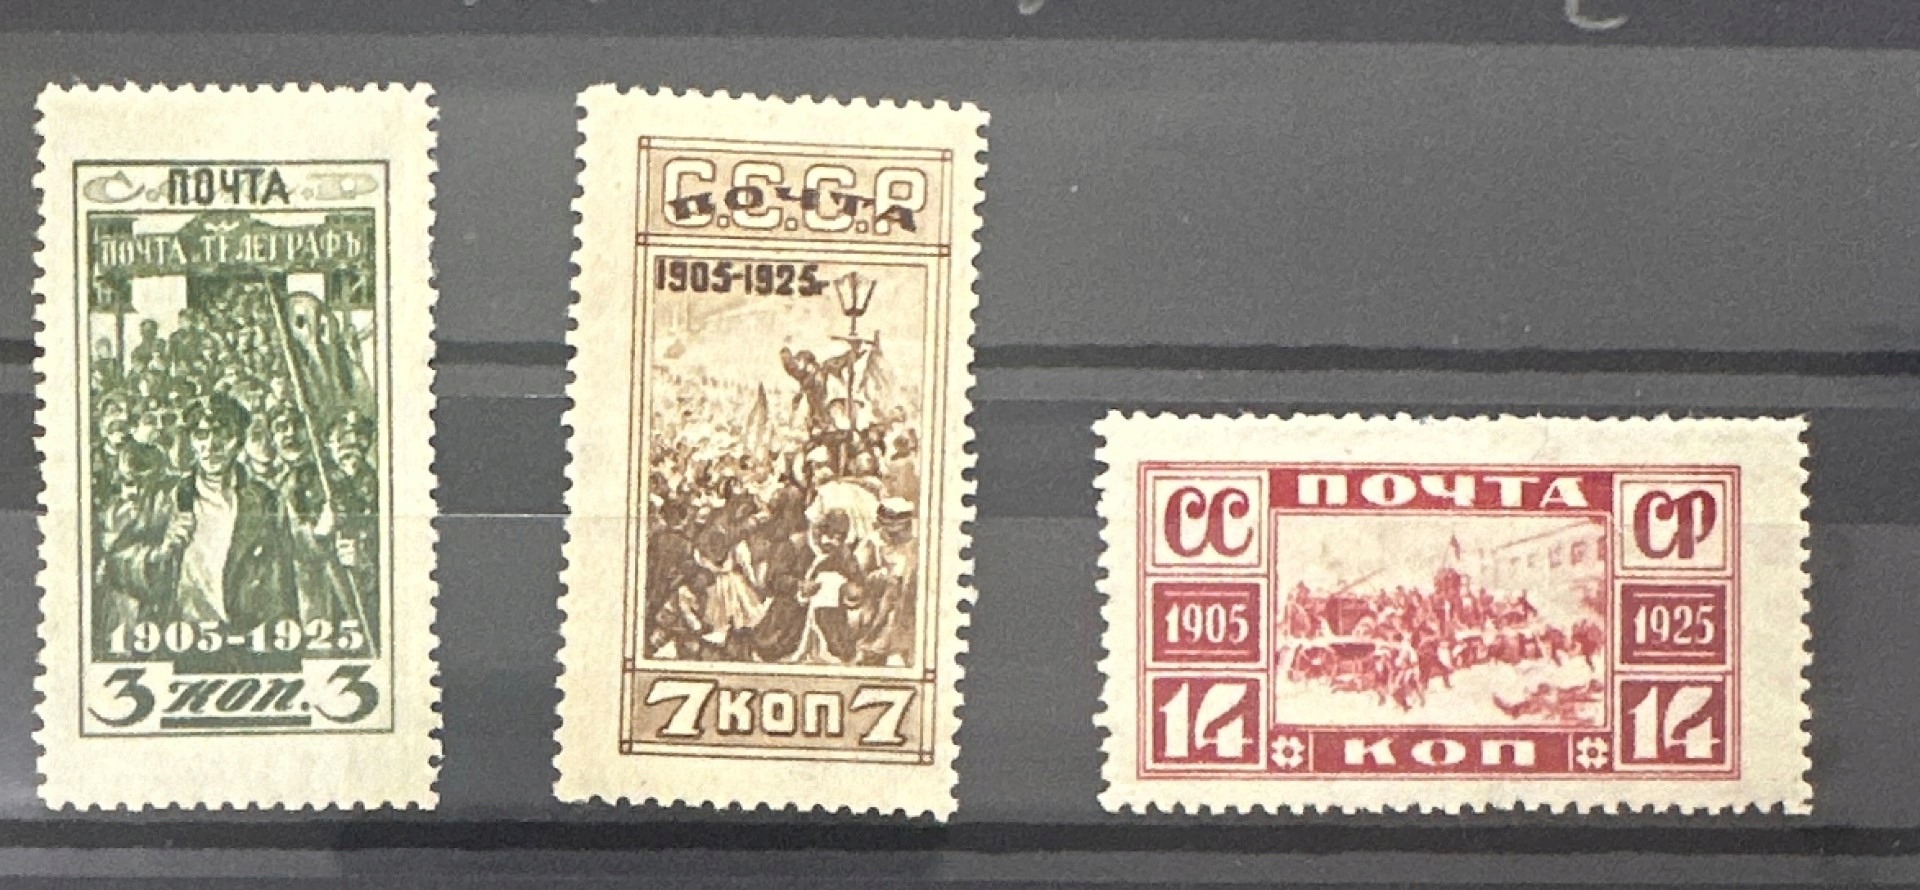 С.С.С.Р
ПОЧТА
ПОЧТА ТЕЛЕГРАФЪ
1905-1925
3 коп. 3
С.С.С.Р
ПОЧТА
1905-1925г
7 КОП 7
СС ПОЧТА СР
1905 1925
14 КОП 14